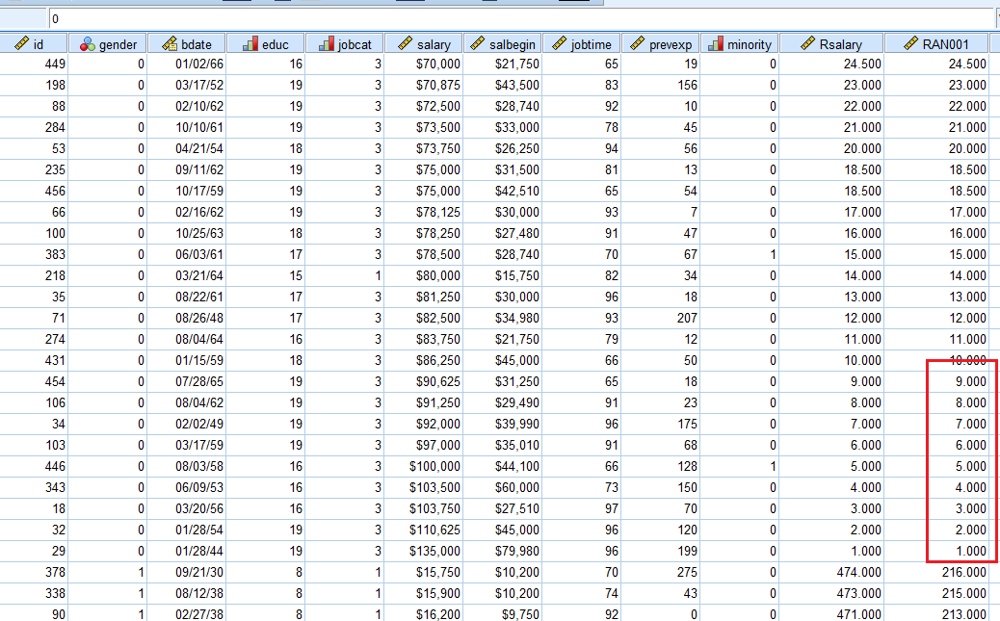 0
id gender bdate educ jobcat salary salbegin jobtime prevexp minority Rsalary RAN001
449 0 01/02/66 16 3 $70,000 $21,750 65 19 0 24.500 24.500
198 0 03/17/52 19 3 $70,875 $43,500 83 156 0 23.000 23.000
88 0 02/10/62 19 3 $72,500 $28,740 92 10 0 22.000 22.000
284 0 10/10/61 19 3 $73,500 $33,000 78 45 0 21.000 21.000
53 0 04/21/54 18 3 $73,750 $26,250 94 56 0 20.000 20.000
235 0 09/11/62 19 3 $75,000 $31,500 81 13 0 18.500 18.500
456 0 10/17/59 19 3 $75,000 $42,510 65 54 0 18.500 18.500
66 0 02/16/62 19 3 $78,125 $30,000 93 7 0 17.000 17.000
100 0 10/25/63 18 3 $78,250 $27,480 91 47 0 16.000 16.000
383 0 06/03/61 17 3 $78,500 $28,740 70 67 1 15.000 15.000
218 0 03/21/64 15 1 $80,000 $15,750 82 34 0 14.000 14.000
35 0 08/22/61 17 3 $81,250 $30,000 96 18 0 13.000 13.000
71 0 08/26/48 17 3 $82,500 $34,980 93 207 0 12.000 12.000
274 0 08/04/64 16 3 $83,750 $21,750 79 12 0 11.000 11.000
431 0 01/15/59 18 3 $86,250 $45,000 66 50 0 10.000 10.000
454 0 07/28/65 19 3 $90,625 $31,250 65 18 0 9.000 9.000
106 0 08/04/62 19 3 $91,250 $29,490 91 23 0 8.000 8.000
34 0 02/02/49 19 3 $92,000 $39,990 96 175 0 7.000 7.000
103 0 03/17/59 19 3 $97,000 $35,010 91 68 0 6.000 6.000
446 0 08/03/58 16 3 $100,000 $44,100 66 128 1 5.000 5.000
343 0 06/09/53 16 3 $103,500 $60,000 73 150 0 4.000 4.000
18 0 03/20/56 16 3 $103,750 $27,510 97 70 0 3.000 3.000
32 0 01/28/54 19 3 $110,625 $45,000 96 120 0 2.000 2.000
29 0 01/28/44 19 3 $135,000 $79,980 96 199 0 1.000 1.000
378 1 09/21/30 8 1 $15,750 $10,200 70 275 0 474.000 216.000
338 1 08/12/38 8 1 $15,900 $10,200 74 43 0 473.000 215.000
90 1 02/27/38 8 1 $16,200 $9,750 92 0 0 471.000 213.000